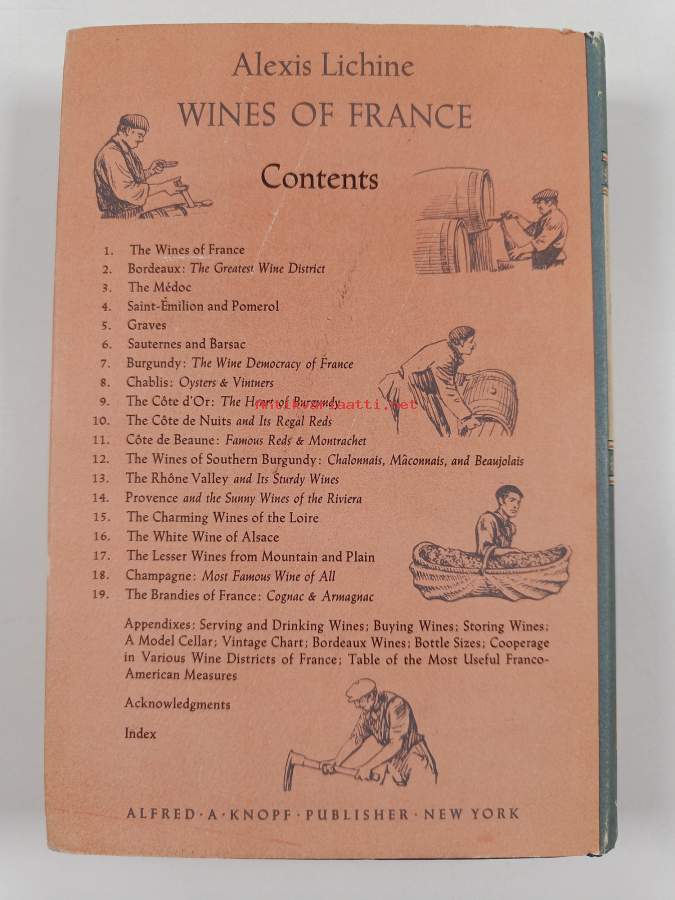 Alexis Lichine
WINES OF FRANCE
Contents
1. The Wines of France
2. Bordeaux: The Greatest Wine District
3. The Médoc
4. Saint-Émilion and Pomerol
5. Graves
6. Sauternes and Barsac
7. Burgundy: The Wine Democracy of France
8. Chablis: Oysters & Vintners
9. The Côte d'Or: The Heart of Burgundy
antikvariaatti.net
10. The Côte de Nuits and Its Regal Reds
11. Côte de Beaune: Famous Reds & Montrachet
12. The Wines of Southern Burgundy: Chalonnais, Mâconnais, and Beaujolais
13. The Rhône Valley and Its Sturdy Wines
14. Provence and the Sunny Wines of the Riviera
15. The Charming Wines of the Loire
16. The White Wine of Alsace
17. The Lesser Wines from Mountain and Plain
18. Champagne: Most Famous Wine of All
19. The Brandies of France: Cognac & Armagnac
Appendixes: Serving and Drinking Wines; Buying Wines; Storing Wines;
A Model Cellar; Vintage Chart; Bordeaux Wines; Bottle Sizes; Cooperage
in Various Wine Districts of France; Table of the Most Useful Franco-
American Measures
Acknowledgments
Index
ALFRED · A · KNOPF · PUBLISHER · NEW YORK